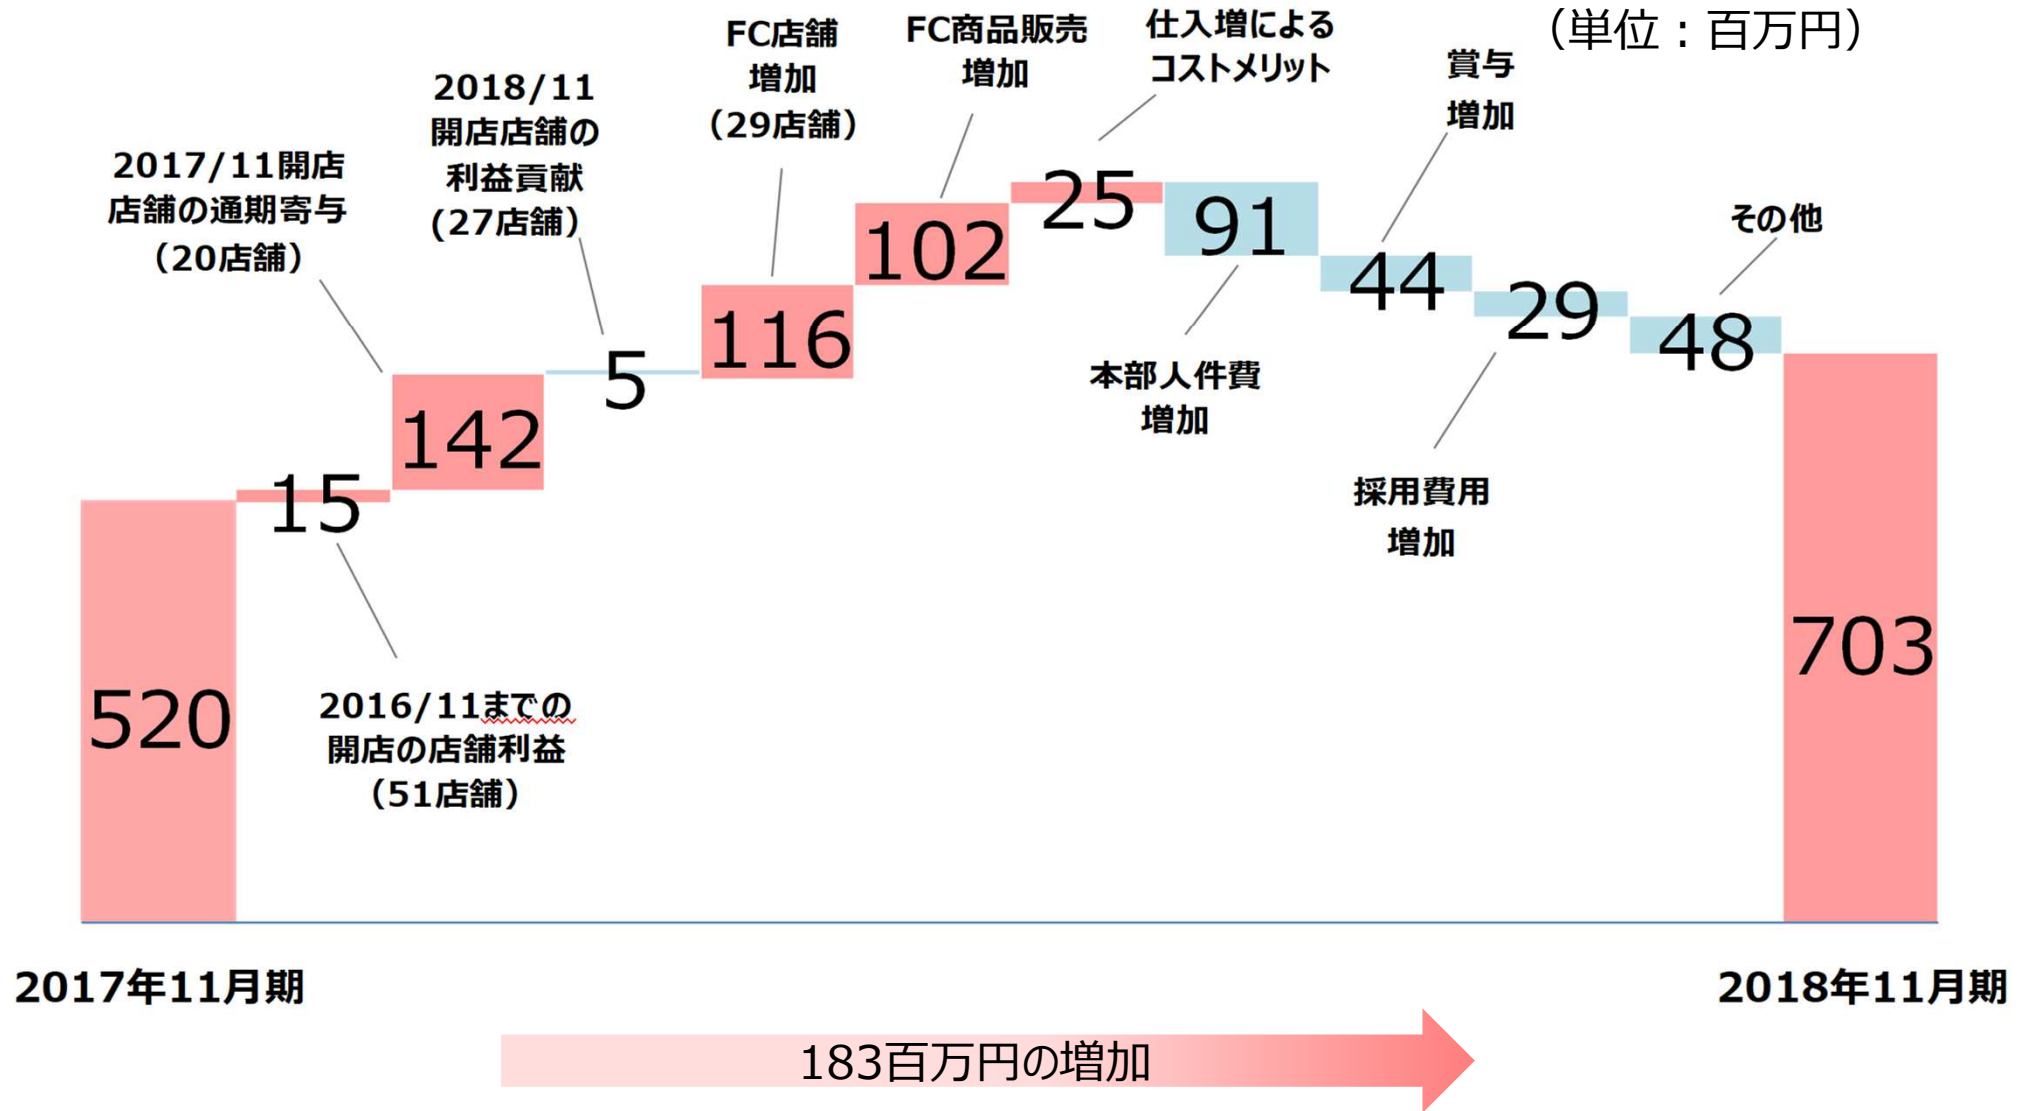 （単位：百万円）
FC店舗
増加
（29店舗）
FC商品販売
増加
仕入増による
コストメリット
賞与
増加
2018/11
開店店舗の
利益貢献
(27店舗）
2017/11開店
店舗の通期寄与
（20店舗）
その他
520
15
142
5
116
102
25
91
44
29
48
703
本部人件費
増加
採用費用
増加
2016/11までの
開店の店舗利益
（51店舗）
2017年11月期
2018年11月期
183百万円の増加